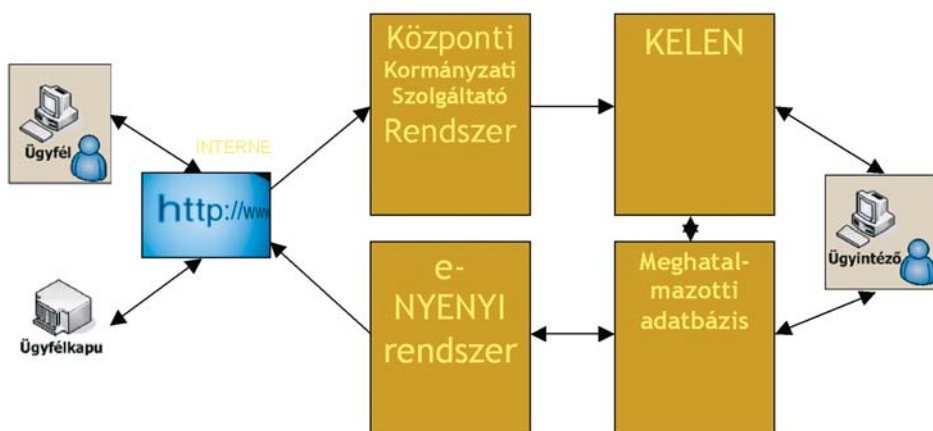 Ügyfél
INTERNE
http://www
Ügyfélkapu
Központi
Kormányzati
Szolgáltató
Rendszer
KELEN
e-
NYENYI
rendszer
Meghatal-
mazotti
adatbázis
Ügyintéző